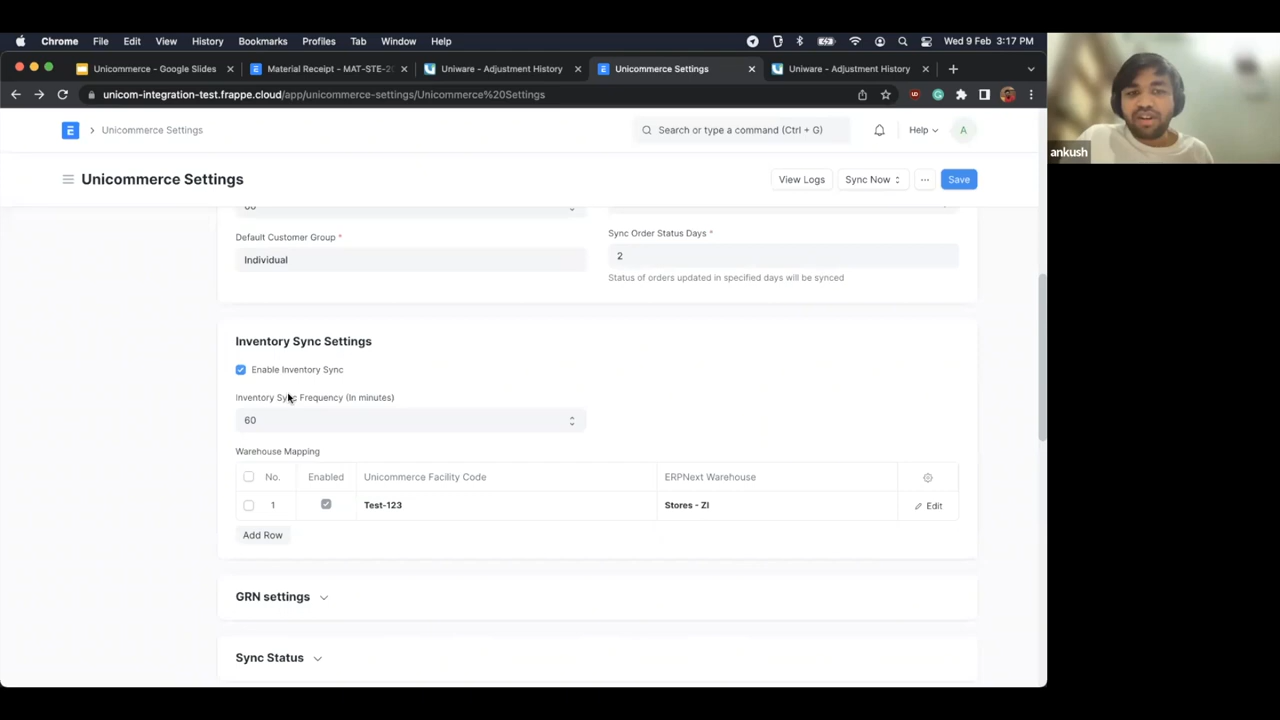 Chrome File Edit View History Bookmarks Profiles Tab Window Help Wed 9 Feb 3:17 PM
Unicommerce - Google Slides Material Receipt - MAT-STE-2 Uniware - Adjustment History Unicommerce Settings Uniware - Adjustment History
unicom-integration-test.frappe.cloud/app/unicommerce-settings/Unicommerce%20Settings
E Unicommerce Settings Search or type a command (Ctrl + G) Help A
ankush
Unicommerce Settings View Logs Sync Now ... Save
Default Customer Group *
Individual
Sync Order Status Days *
2
Status of orders updated in specified days will be synced
Inventory Sync Settings
Enable Inventory Sync
Inventory Sync Frequency (In minutes)
60
Warehouse Mapping
No. Enabled Unicommerce Facility Code ERPNext Warehouse
1 Test-123 Stores - ZI Edit
Add Row
GRN settings
Sync Status